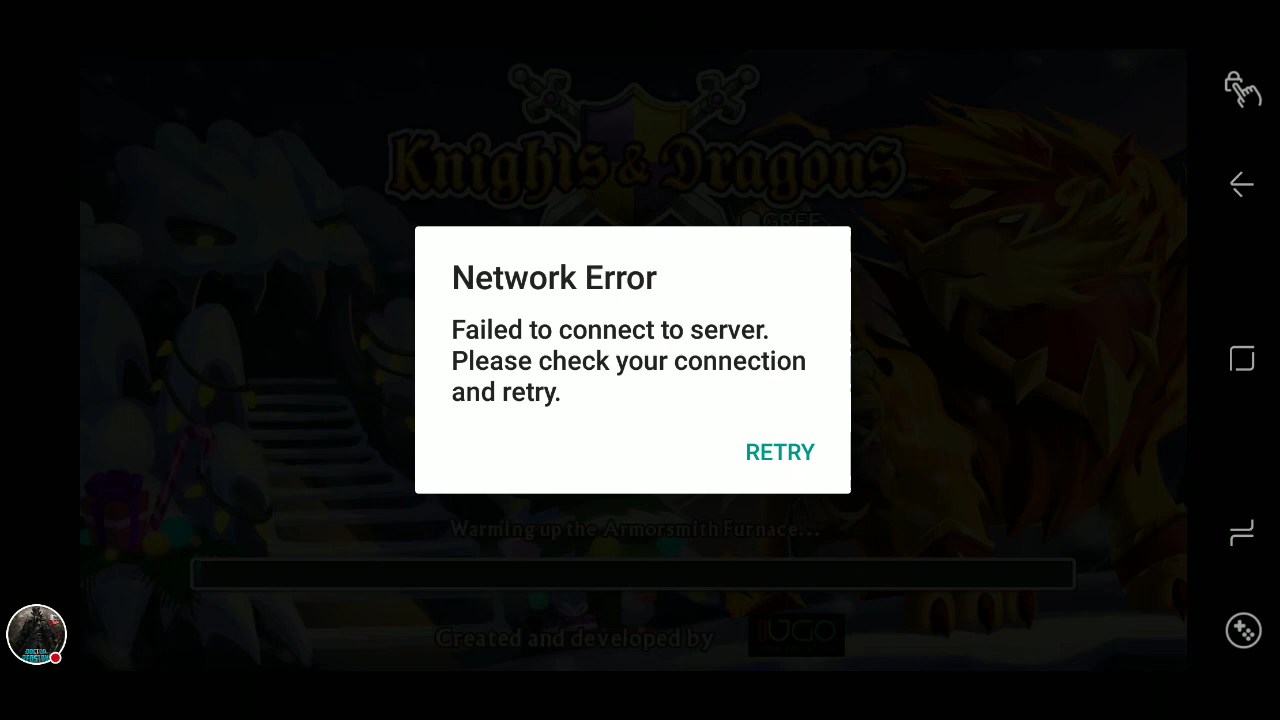 Knights & Dragons
GREE
Network Error
Failed to connect to server.
Please check your connection
and retry.
RETRY
Warming up the Armorsmith Furnace...
Created and developed by
IUGO